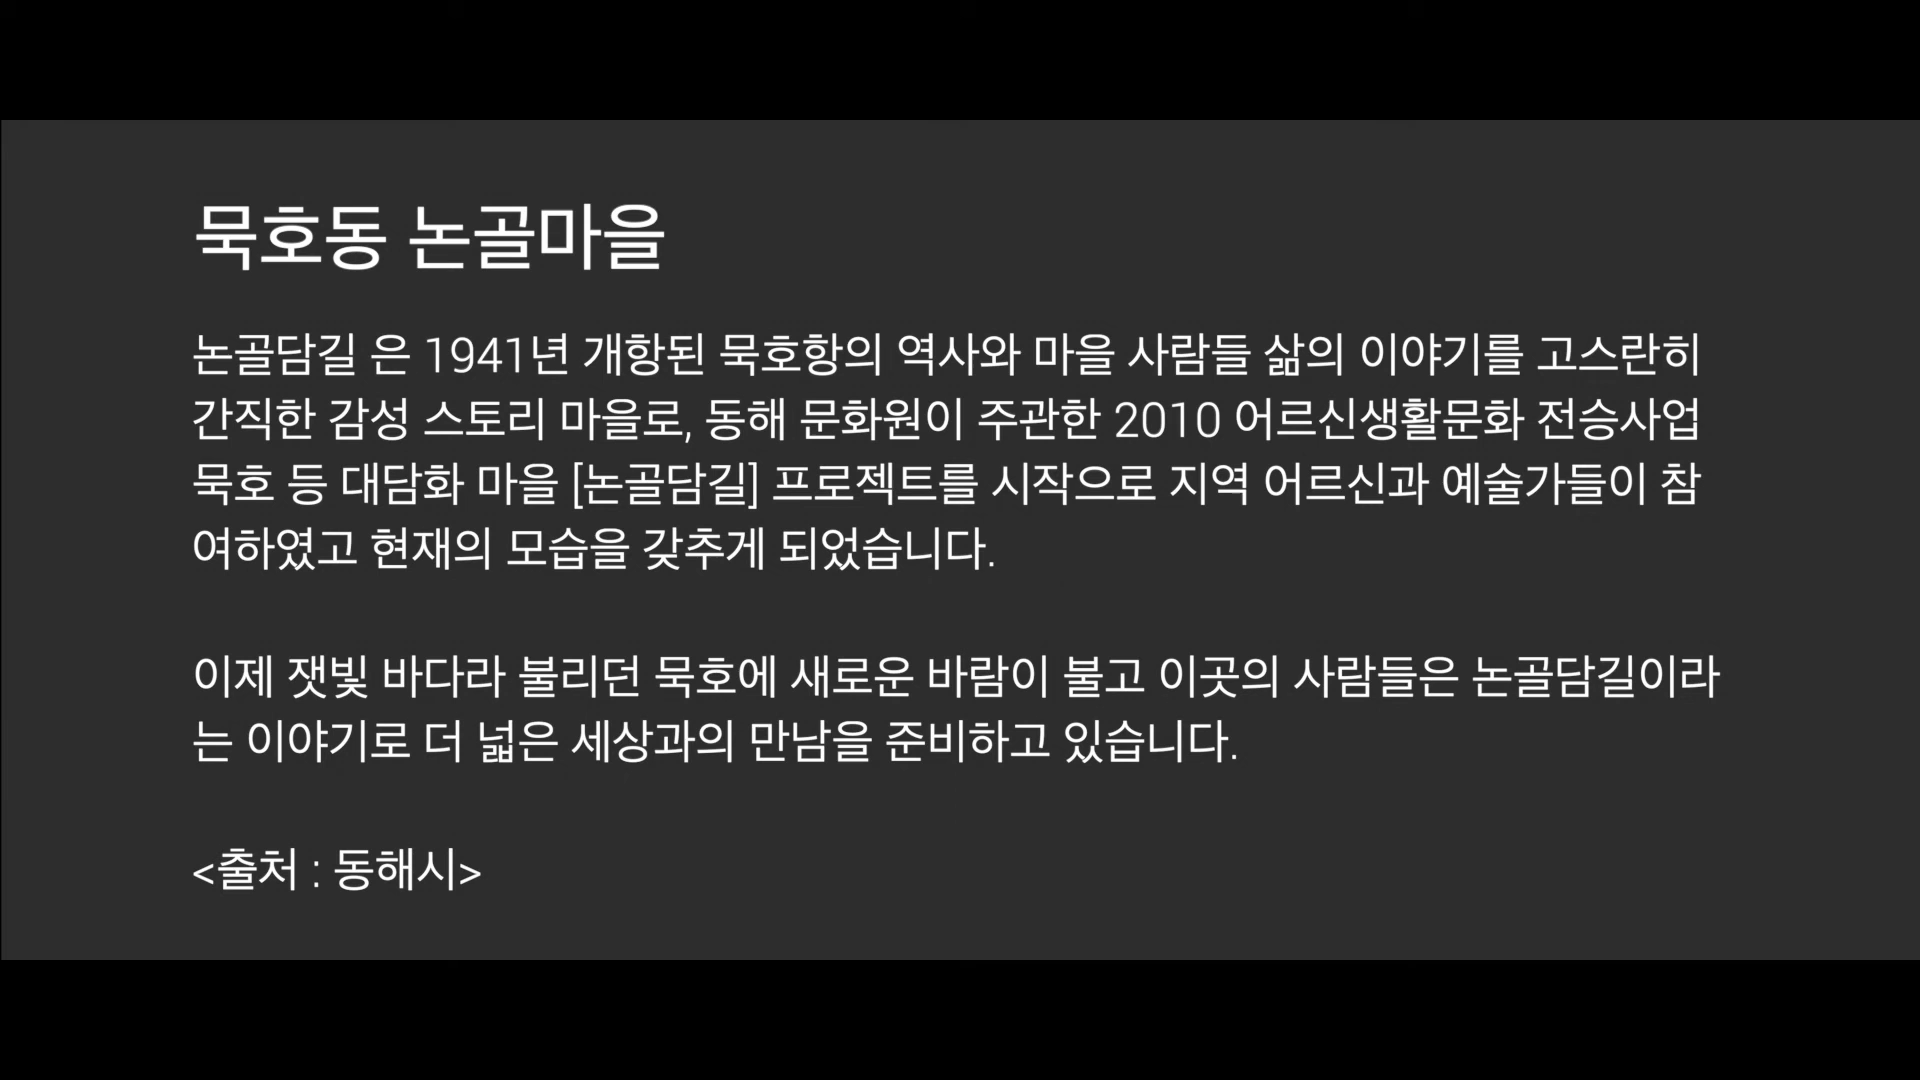 묵호동 논골마을
논골담길 은 1941년 개항된 묵호항의 역사와 마을 사람들 삶의 이야기를 고스란히
간직한 감성 스토리 마을로, 동해 문화원이 주관한 2010 어르신생활문화 전승사업
묵호 등 대담화 마을 [논골담길] 프로젝트를 시작으로 지역 어르신과 예술가들이 참
여하였고 현재의 모습을 갖추게 되었습니다.
이제 잿빛 바다라 불리던 묵호에 새로운 바람이 불고 이곳의 사람들은 논골담길이라
는 이야기로 더 넓은 세상과의 만남을 준비하고 있습니다.
<출처 : 동해시>